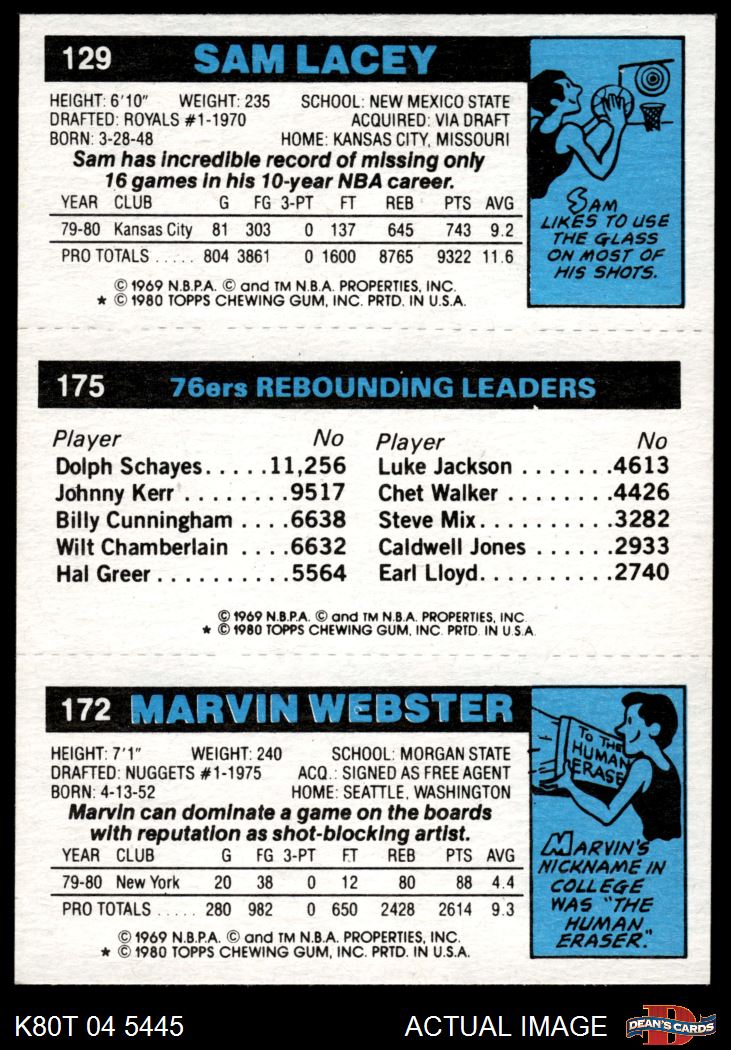 129 SAM LACEY
HEIGHT: 6'10" WEIGHT: 235 SCHOOL: NEW MEXICO STATE
DRAFTED: ROYALS #1-1970 ACQUIRED: VIA DRAFT
BORN: 3-28-48 HOME: KANSAS CITY, MISSOURI
Sam has incredible record of missing only
16 games in his 10-year NBA career.
YEAR CLUB G FG 3-PT FT REB PTS AVG
79-80 Kansas City 81 303 0 137 645 743 9.2
PRO TOTALS . . . . . 804 3861 0 1600 8765 9322 11.6
© 1969 N.B.P.A. © and TM N.B.A. PROPERTIES, INC.
★ © 1980 TOPPS CHEWING GUM, INC. PRTD. IN U.S.A.
SAM
LIKES TO USE
THE GLASS
ON MOST OF
HIS SHOTS.
175 76ers REBOUNDING LEADERS
Player No Player No
Dolph Schayes.....11,256 Luke Jackson.......4613
Johnny Kerr........9517 Chet Walker........4426
Billy Cunningham....6638 Steve Mix..........3282
Wilt Chamberlain....6632 Caldwell Jones......2933
Hal Greer..........5564 Earl Lloyd..........2740
© 1969 N.B.P.A. © and TM N.B.A. PROPERTIES, INC.
★ © 1980 TOPPS CHEWING GUM, INC. PRTD. IN U.S.A.
172 MARVIN WEBSTER
HEIGHT: 7'1" WEIGHT: 240 SCHOOL: MORGAN STATE
DRAFTED: NUGGETS #1-1975 ACQ.: SIGNED AS FREE AGENT
BORN: 4-13-52 HOME: SEATTLE, WASHINGTON
Marvin can dominate a game on the boards
with reputation as shot-blocking artist.
YEAR CLUB G FG 3-PT FT REB PTS AVG
79-80 New York 20 38 0 12 80 88 4.4
PRO TOTALS ..... 280 982 0 650 2428 2614 9.3
© 1969 N.B.P.A. © and TM N.B.A. PROPERTIES, INC.
★ © 1980 TOPPS CHEWING GUM, INC. PRTD. IN U.S.A.
TO THE
HUMAN
ERASE
MARVIN'S
NICKNAME IN
COLLEGE
WAS "THE
HUMAN
ERASER."
K80T 04 5445 ACTUAL IMAGE D DEAN'S CARDS